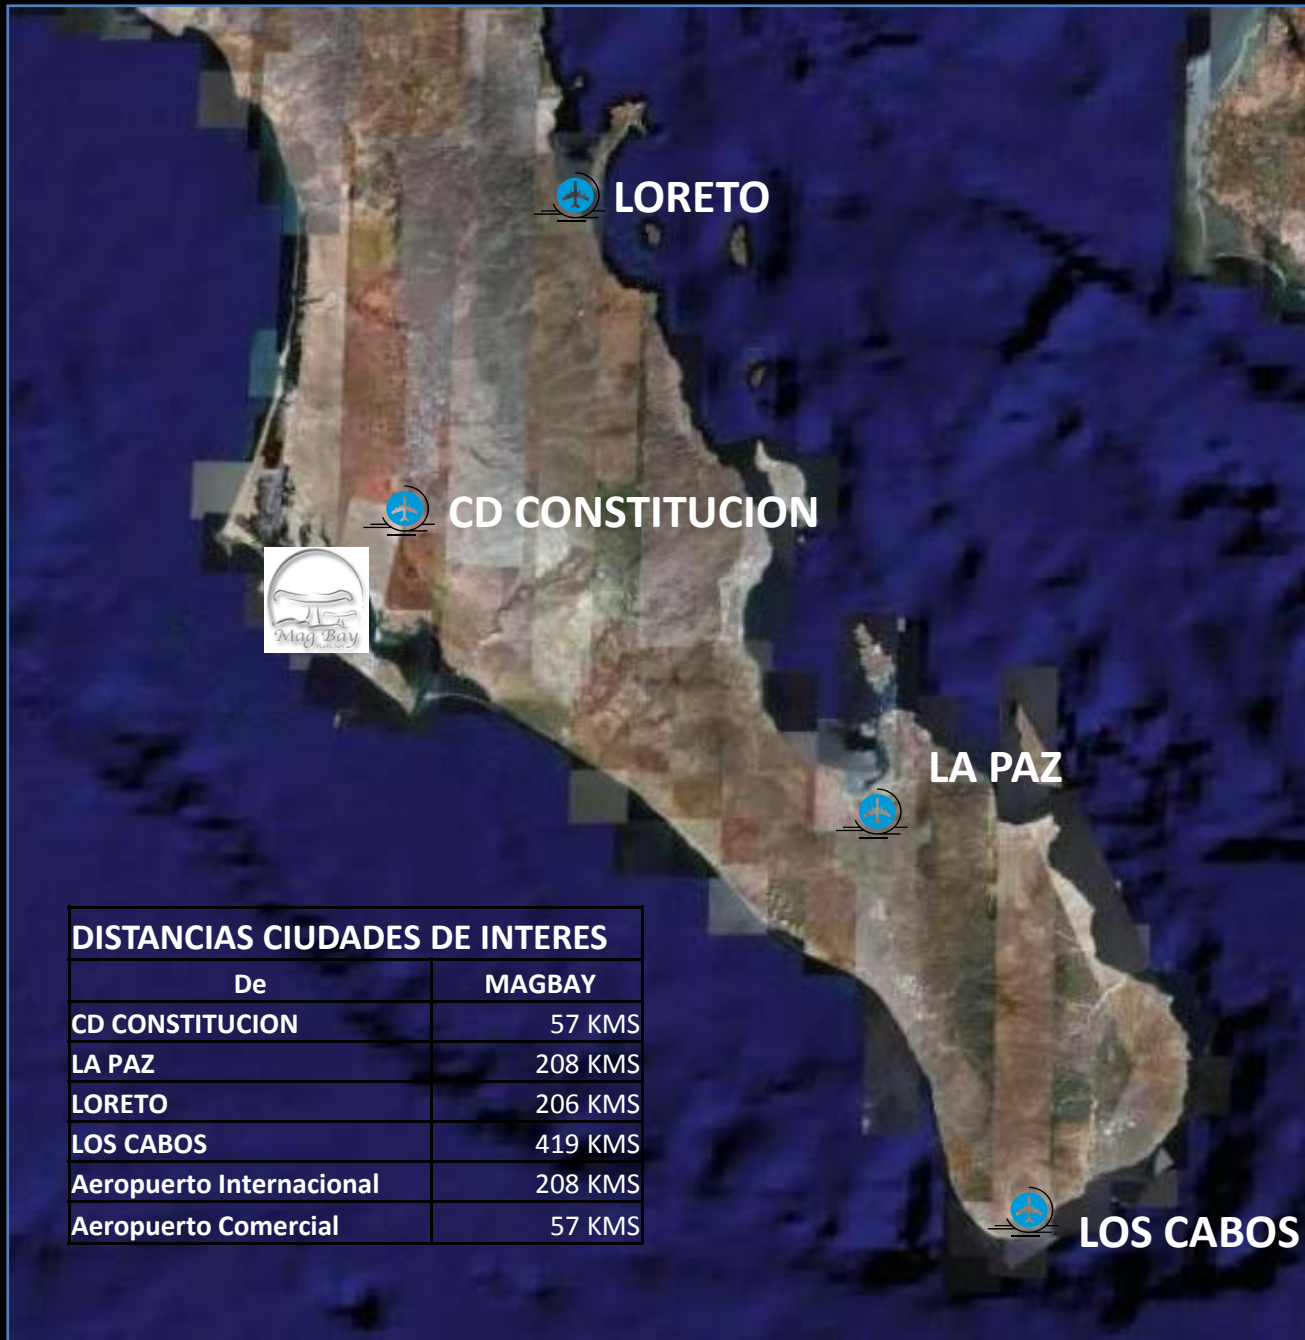 LORETO
CD CONSTITUCION
Mag Bay
LA PAZ
DISTANCIAS CIUDADES DE INTERES
De MAGBAY
CD CONSTITUCION 57 KMS
LA PAZ 208 KMS
LORETO 206 KMS
LOS CABOS 419 KMS
Aeropuerto Internacional 208 KMS
Aeropuerto Comercial 57 KMS
LOS CABOS